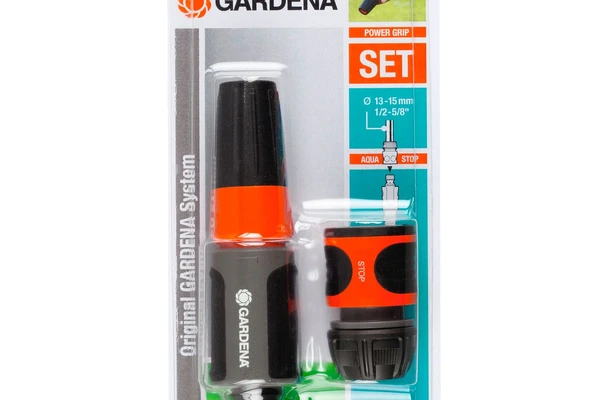 GARDENA
POWER GRIP
SET
Ø 13-15 mm
1/2-5/8"
AQUA STOP
Original GARDENA System
STOP
GARDENA